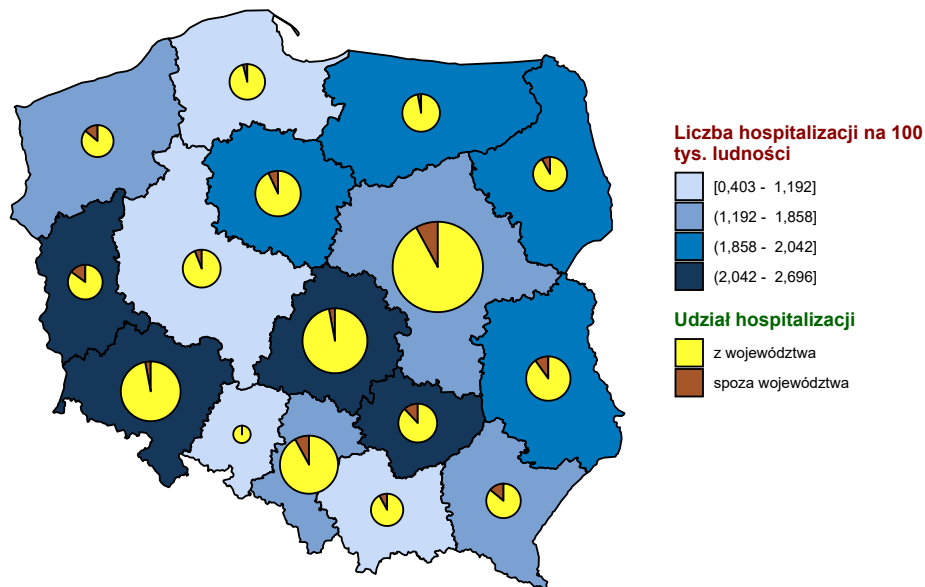 Liczba hospitalizacji na 100
tys. ludności
[0,403 - 1,192]
(1,192 - 1,858]
(1,858 - 2,042]
(2,042 - 2,696]
Udział hospitalizacji
z województwa
spoza województwa